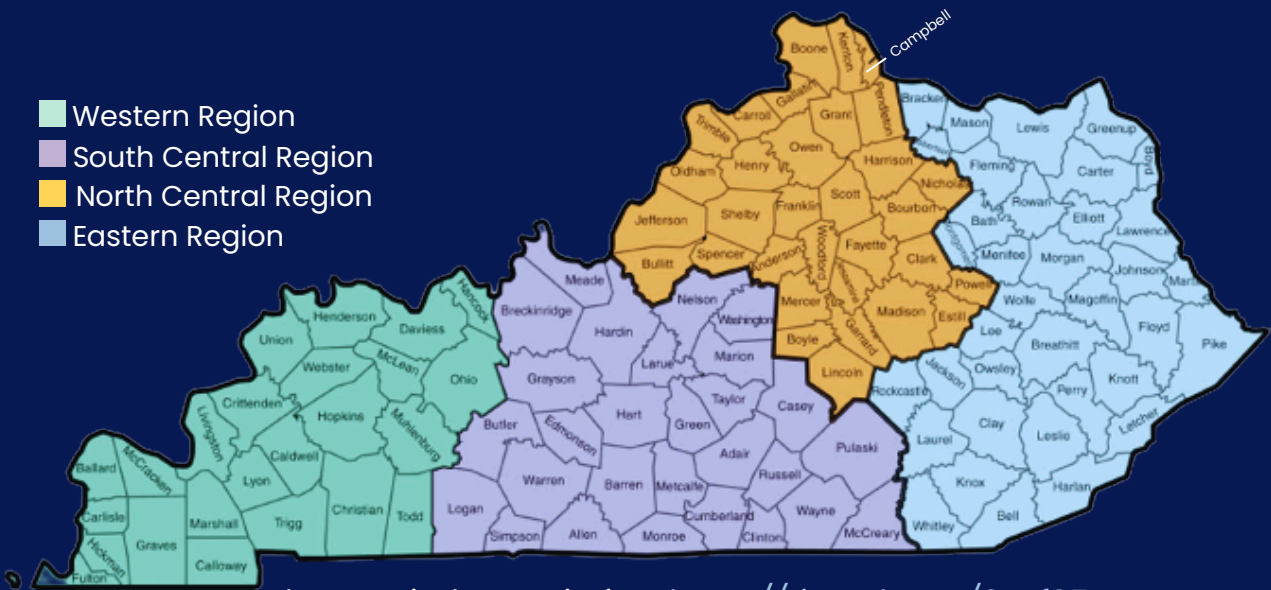 Western Region
South Central Region
North Central Region
Eastern Region
Campbell
Boone
Kenton
Gallatin
Carroll
Grant
Pendleton
Trimble
Owen
Henry
Oldham
Harrison
Nicholas
Scott
Bourbon
Franklin
Shelby
Jefferson
Woodford
Fayette
Clark
Spencer
Anderson
Bullitt
Powell
Mercer
Madison
Estill
Garrard
Boyle
Lincoln
Bracken
Mason
Lewis
Greenup
Boyd
Fleming
Carter
Rowan
Bath
Elliott
Lawrence
Menifee
Morgan
Johnson
Wolfe
Magoffin
Floyd
Pike
Lee
Breathitt
Jackson
Owsley
Knott
Perry
Rockcastle
Letcher
Clay
Leslie
Laurel
Knox
Harlan
Bell
Whitley
Meade
Breckinridge
Nelson
Washington
Hardin
Larue
Marion
Grayson
Taylor
Casey
Hart
Green
Butler
Edmonson
Pulaski
Adair
Russell
Warren
Barren
Metcalfe
Logan
Cumberland
Wayne
Simpson
Allen
Monroe
Clinton
McCreary
Hancock
Henderson
Daviess
Union
McLean
Webster
Ohio
Crittenden
Hopkins
Muhlenburg
Livingston
Caldwell
Lyon
Ballard
McCracken
Carlisle
Marshall
Trigg
Christian
Todd
Hickman
Graves
Calloway
Fulton